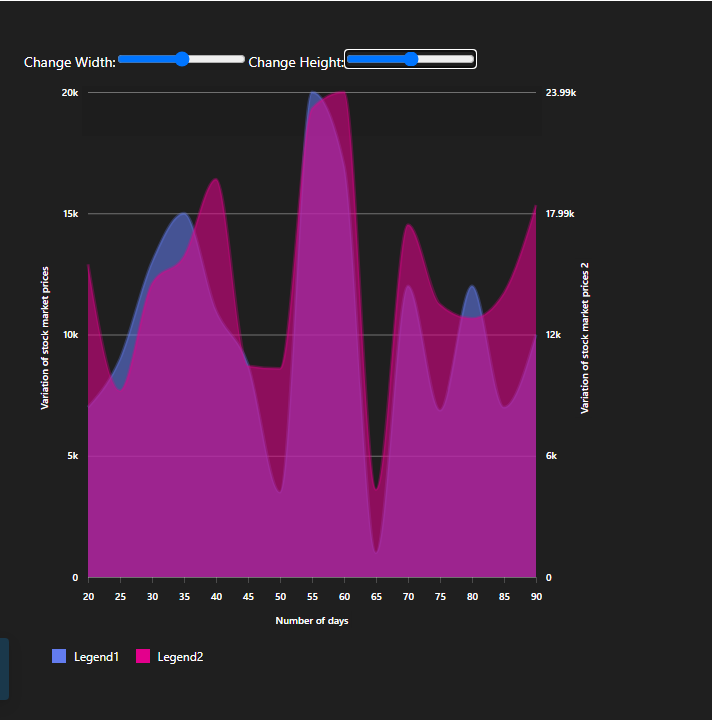 Change Width: Change Height:
20k 23.99k
15k 17.99k
10k 12k
5k 6k
0 0
Variation of stock market prices
Variation of stock market prices 2
20 25 30 35 40 45 50 55 60 65 70 75 80 85 90
Number of days
Legend1 Legend2